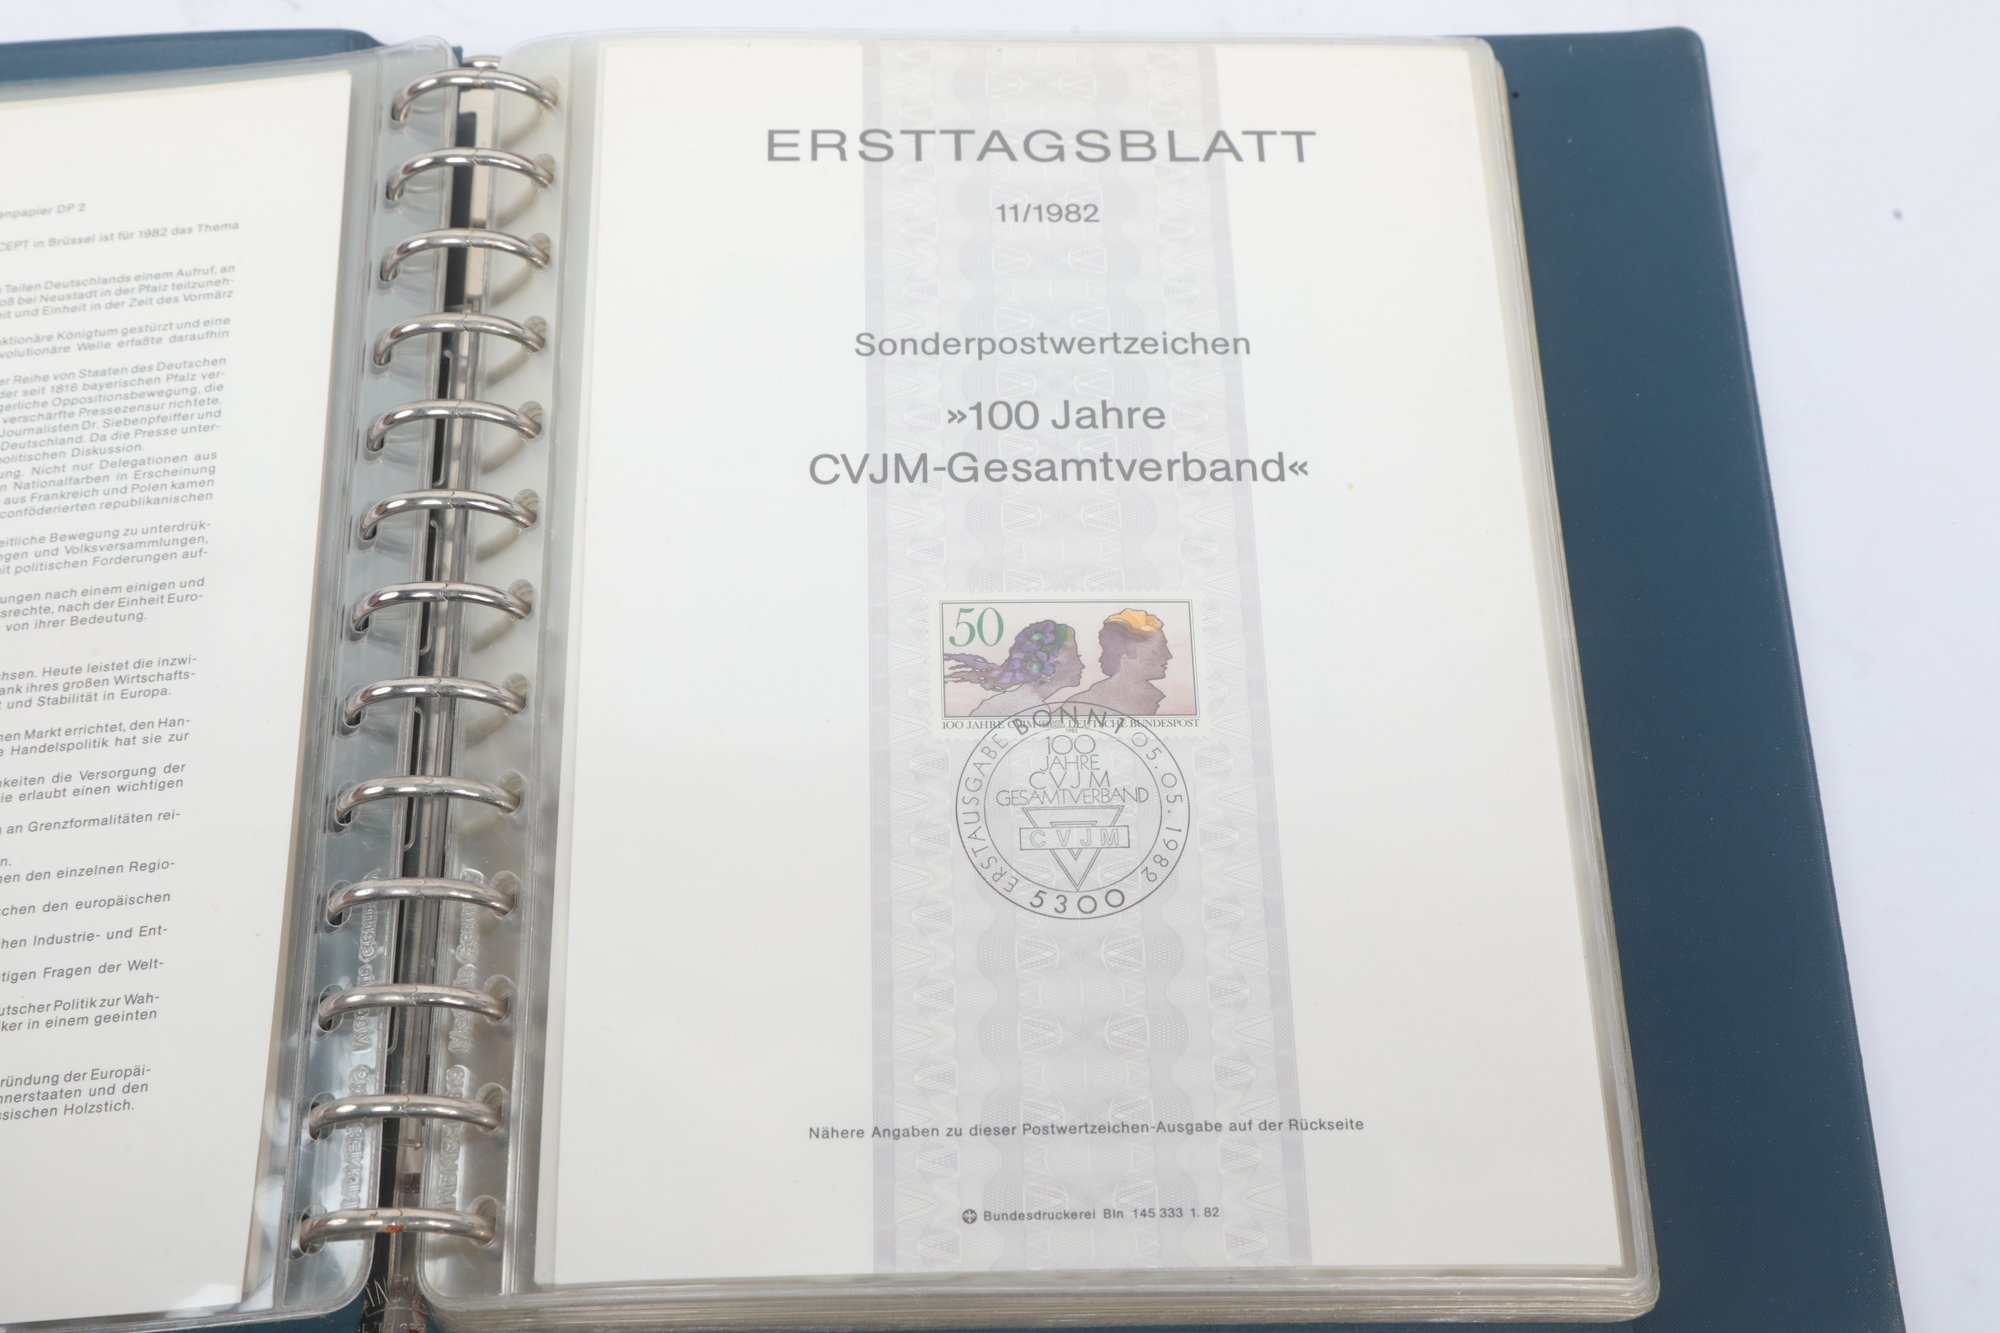 enpapier DP 2
CEPT in Brüssel ist für 1982 das Thema
Teilen Deutschlands einem Aufruf, an
oß bei Neustadt in der Pfalz teilzuneh-
eit und Einheit in der Zeit des Vormärz
aktionäre Königtum gestürzt und eine
volutionäre Welle erfaßte daraufhin
er Reihe von Staaten des Deutschen
der seit 1816 bayerischen Pfalz ver-
gerliche Oppositionsbewegung, die
verschärfte Pressezensur richtete.
Journalisten Dr. Siebenpfeiffer und
Deutschland. Da die Presse unter-
politischen Diskussion.
ung. Nicht nur Delegationen aus
n Nationalfarben in Erscheinung
aus Frankreich und Polen kamen
conföderierten republikanischen
eitliche Bewegung zu unterdrük-
ngen und Volksversammlungen,
it politischen Forderungen auf-
ungen nach einem einigen und
srechte, nach der Einheit Euro-
von ihrer Bedeutung.
chsen. Heute leistet die inzwi-
ank ihres großen Wirtschafts-
t und Stabilität in Europa.
nen Markt errichtet, den Han-
e Handelspolitik hat sie zur
hkeiten die Versorgung der
ie erlaubt einen wichtigen
an Grenzformalitäten rei-
n.
hen den einzelnen Regio-
chen den europäischen
hen Industrie- und Ent-
tigen Fragen der Welt-
utscher Politik zur Wah-
ker in einem geeinten
ründung der Europäi-
nnerstaaten und den
ssischen Holzstich.
ERSTTAGSBLATT
11/1982
Sonderpostwertzeichen
»100 Jahre
CVJM-Gesamtverband«
50
100 JAHRE CVJM DEUTSCHE BUNDESPOST
1982
ERSTAUSGABE BONN 1 05.05.1982
100
JAHRE
CVJM
GESAMTVERBAND
CVJM
5300
Nähere Angaben zu dieser Postwertzeichen-Ausgabe auf der Rückseite
Bundesdruckerei Bln 145 333 1. 82